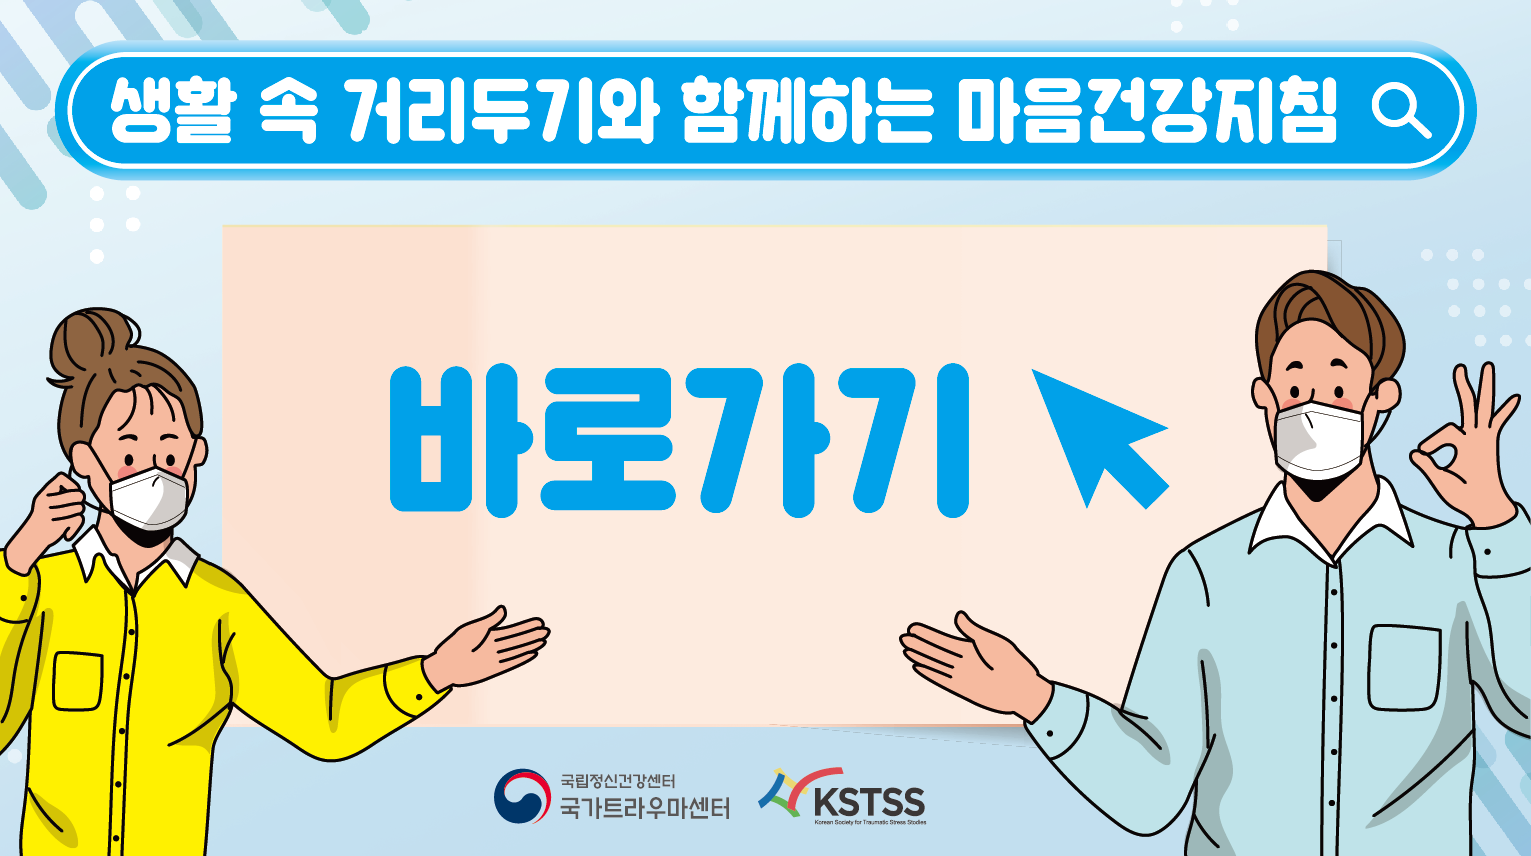 생활 속 거리두기와 함께하는 마음건강지침
바로가기
국립정신건강센터
국가트라우마센터
KSTSS
Korean Society for Traumatic Stress Studies